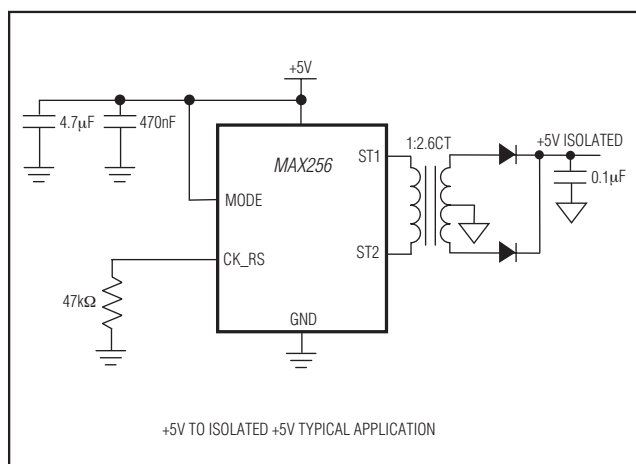 +5V
4.7µF
470nF
1:2.6CT
+5V ISOLATED
ST1
MAX256
0.1µF
MODE
ST2
CK_RS
47kΩ
GND
+5V TO ISOLATED +5V TYPICAL APPLICATION